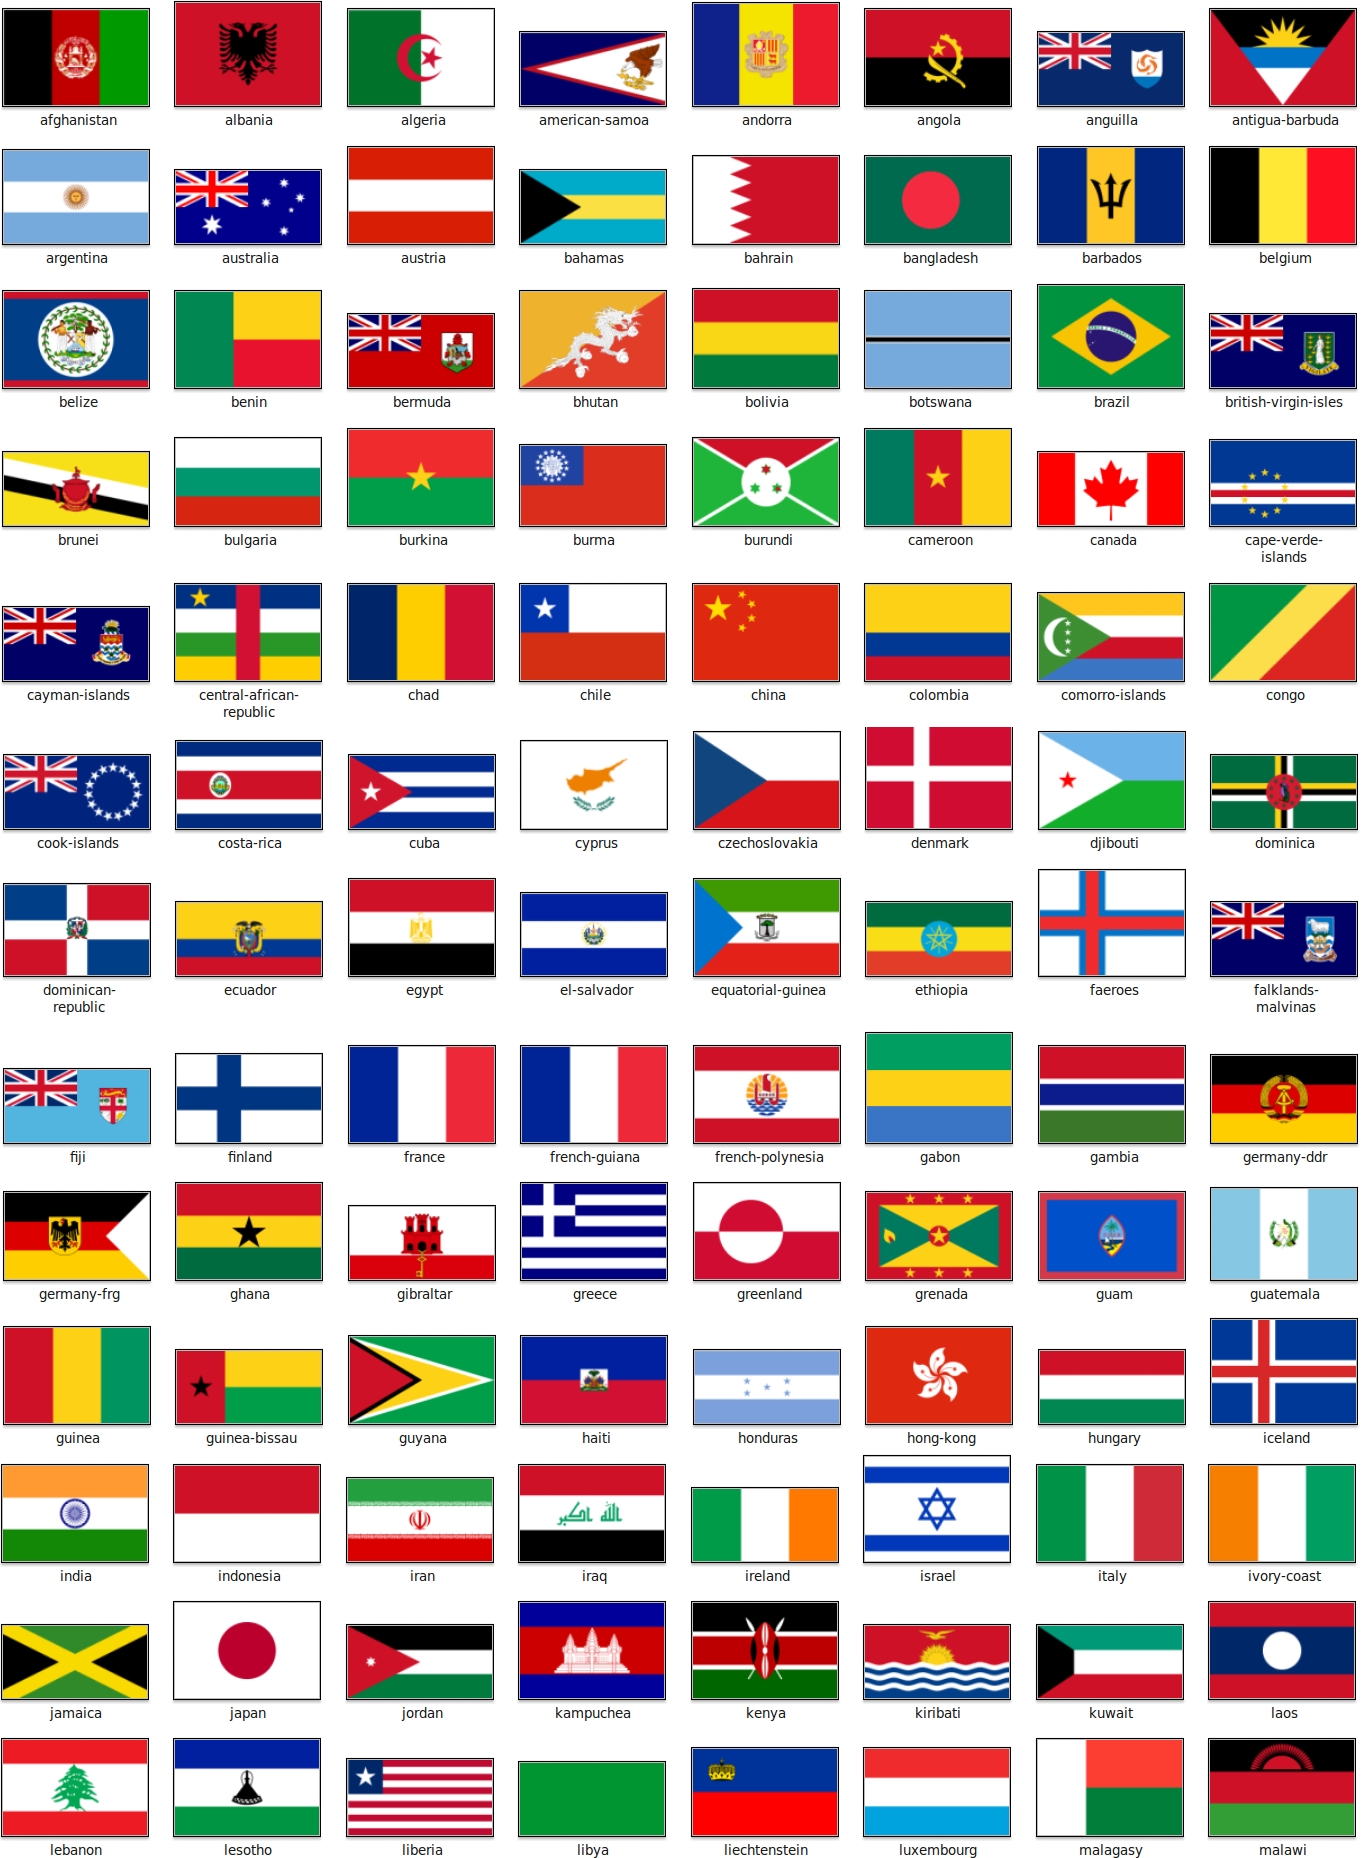 afghanistan albania algeria american-samoa andorra angola anguilla antigua-barbuda
argentina australia austria bahamas bahrain bangladesh barbados belgium
belize benin bermuda bhutan bolivia botswana brazil british-virgin-isles
brunei bulgaria burkina burma burundi cameroon canada cape-verde-
islands
cayman-islands central-african- chad chile china colombia comorro-islands congo
republic
cook-islands costa-rica cuba cyprus czechoslovakia denmark djibouti dominica
dominican- ecuador egypt el-salvador equatorial-guinea ethiopia faeroes falklands-
republic malvinas
fiji finland france french-guiana french-polynesia gabon gambia germany-ddr
germany-frg ghana gibraltar greece greenland grenada guam guatemala
guinea guinea-bissau guyana haiti honduras hong-kong hungary iceland
india indonesia iran iraq ireland israel italy ivory-coast
الله اكبر
jamaica japan jordan kampuchea kenya kiribati kuwait laos
lebanon lesotho liberia libya liechtenstein luxembourg malagasy malawi